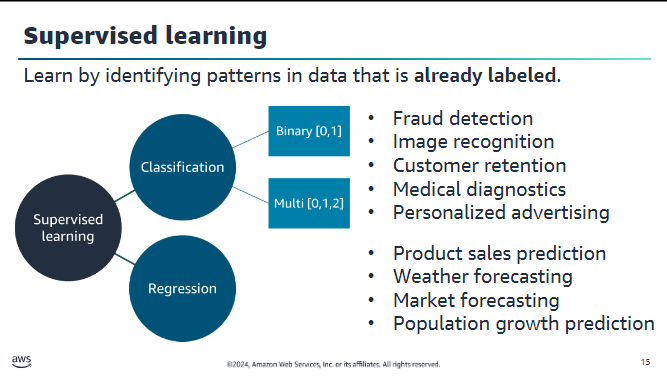 Supervised learning
Learn by identifying patterns in data that is already labeled.
Supervised
learning
Classification
Regression
Binary [0,1]
Multi [0,1,2]
• Fraud detection
• Image recognition
• Customer retention
• Medical diagnostics
• Personalized advertising
• Product sales prediction
• Weather forecasting
• Market forecasting
• Population growth prediction
aws
©2024, Amazon Web Services, Inc. or its affiliates. All rights reserved.
15